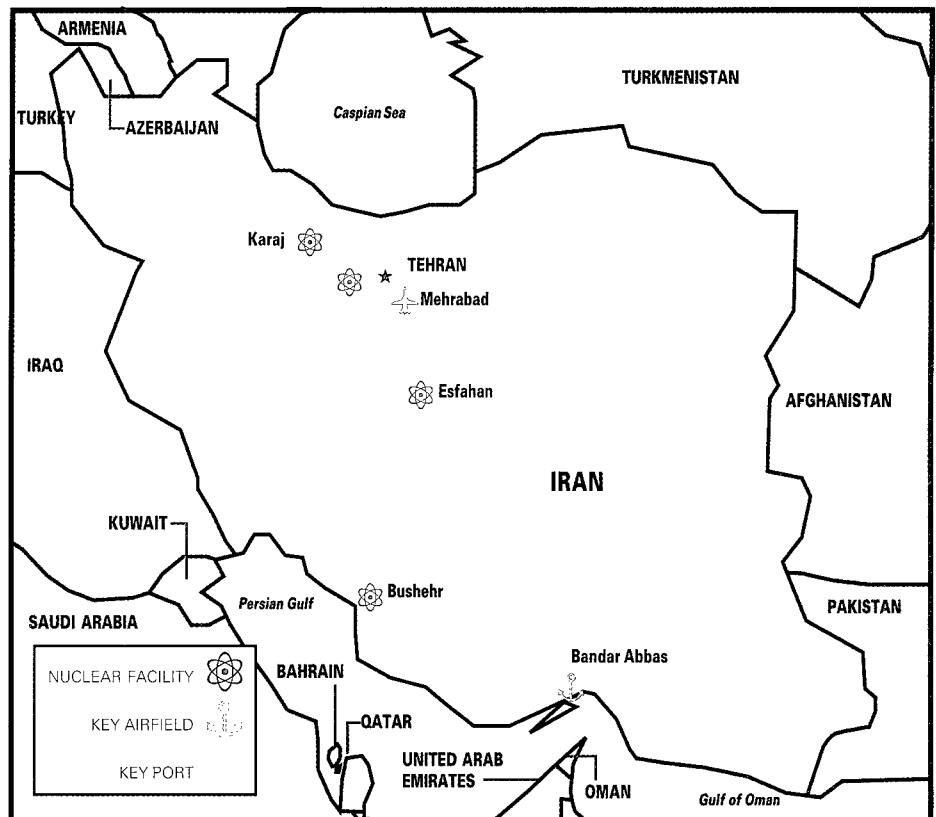 ARMENIA
TURKMENISTAN
Caspian Sea
TURKEY
AZERBAIJAN
Karaj
TEHRAN
Mehrabad
IRAQ
Esfahan
AFGHANISTAN
IRAN
KUWAIT
Bushehr
Persian Gulf
PAKISTAN
SAUDI ARABIA
Bandar Abbas
BAHRAIN
NUCLEAR FACILITY
QATAR
KEY AIRFIELD
UNITED ARAB
EMIRATES
KEY PORT
OMAN
Gulf of Oman